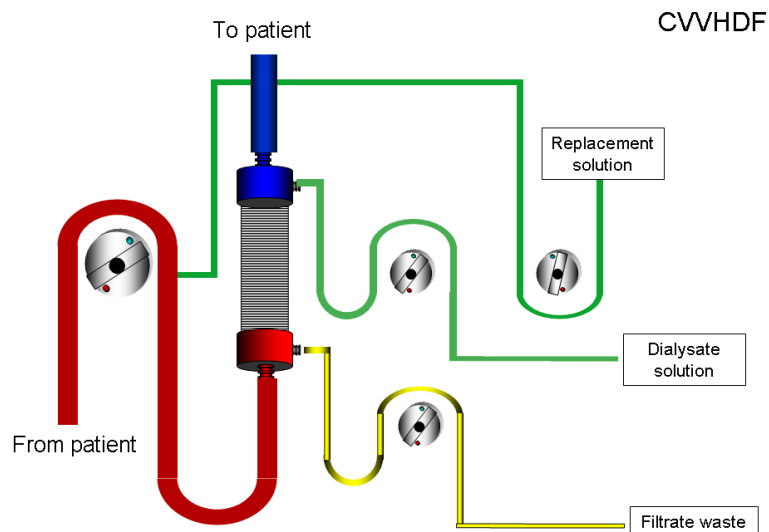 CVVHDF
To patient
Replacement
solution
Dialysate
solution
From patient
Filtrate waste